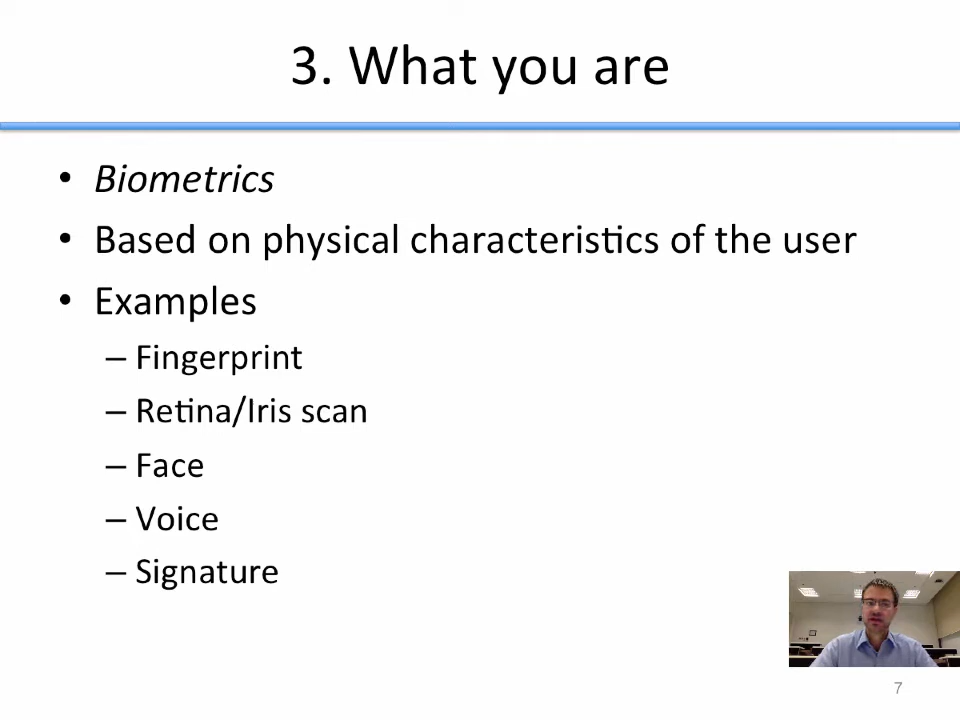 3. What you are
• Biometrics
• Based on physical characteristics of the user
• Examples
– Fingerprint
– Retina/Iris scan
– Face
– Voice
– Signature
7